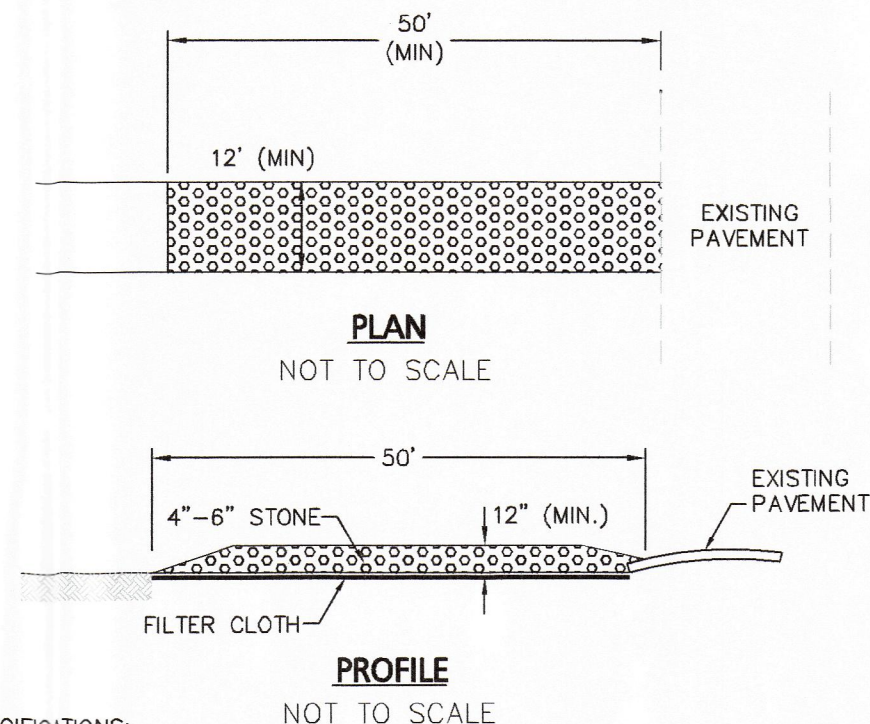 50'
(MIN)
12' (MIN)
EXISTING
PAVEMENT
PLAN
NOT TO SCALE
50'
EXISTING
PAVEMENT
4"-6" STONE
12" (MIN.)
FILTER CLOTH
PROFILE
NOT TO SCALE